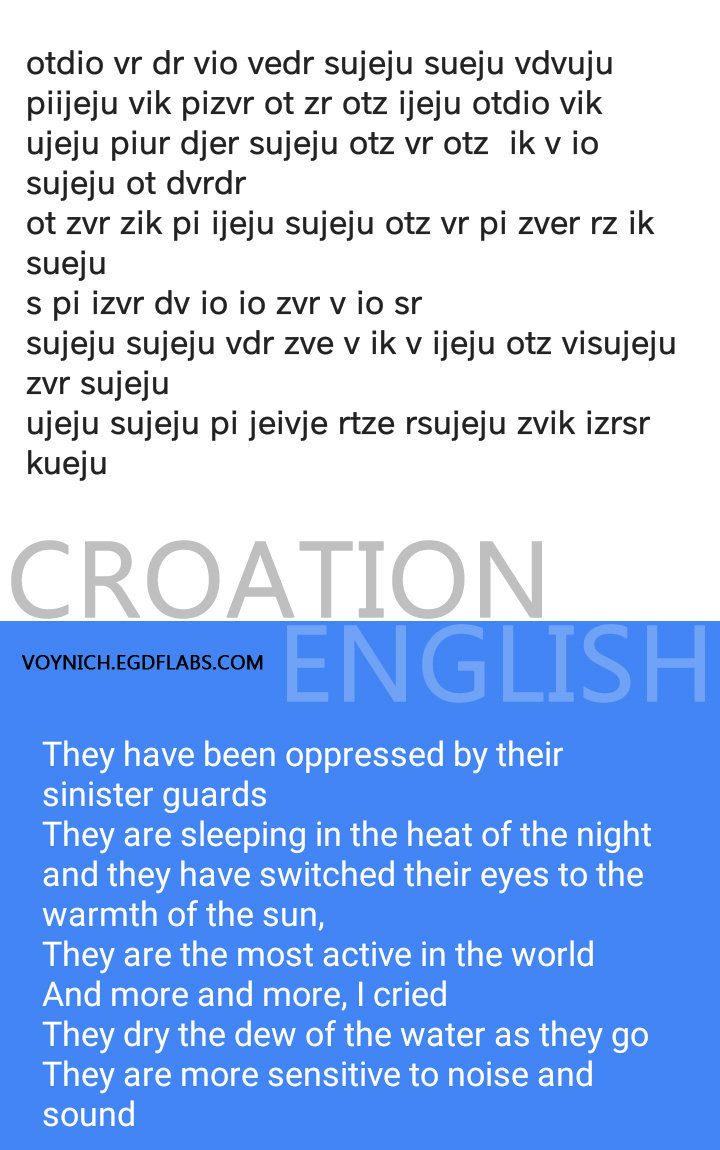 otdio vr dr vio vedr sujeju sueju vdvuju
piijeju vik pizvr ot zr otz ijeju otdio vik
ujeju piur djer sujeju otz vr otz  ik v io
sujeju ot dvrdr
ot zvr zik pi ijeju sujeju otz vr pi zver rz ik
sueju
s pi izvr dv io io zvr v io sr
sujeju sujeju vdr zve v ik v ijeju otz visujeju
zvr sujeju
ujeju sujeju pi jeivje rtze rsujeju zvik izrsr
kueju
CROATION
ENGLISH
VOYNICH.EGDFLABS.COM
They have been oppressed by their
sinister guards
They are sleeping in the heat of the night
and they have switched their eyes to the
warmth of the sun,
They are the most active in the world
And more and more, I cried
They dry the dew of the water as they go
They are more sensitive to noise and
sound